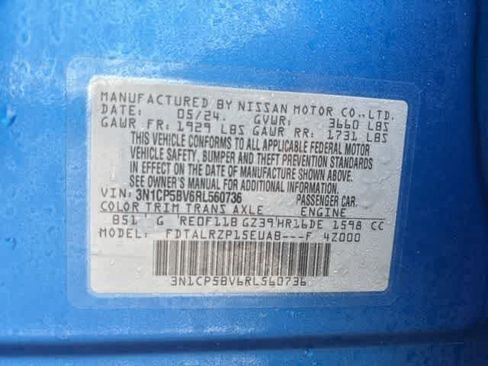 MANUFACTURED BY NISSAN MOTOR CO., LTD.
DATE: 05/24. GVWR: 3660 LBS
GAWR FR: 1929 LBS GAWR RR: 1731 LBS
THIS VEHICLE CONFORMS TO ALL APPLICABLE FEDERAL MOTOR
VEHICLE SAFETY, BUMPER AND THEFT PREVENTION STANDARDS
IN EFFECT ON THE DATE OF MANUFACTURE SHOWN ABOVE.
SEE OWNER'S MANUAL FOR ADDITIONAL INFORMATION.
VIN: 3N1CP5BV6RL560736 PASSENGER CAR.
COLOR TRIM TRANS AXLE ENGINE
B51 G RE0F11B GZ39 HR16DE 1598 CC
FDTALRZP15EUAB---F 4Z000
3N1CP5BV6RL560736